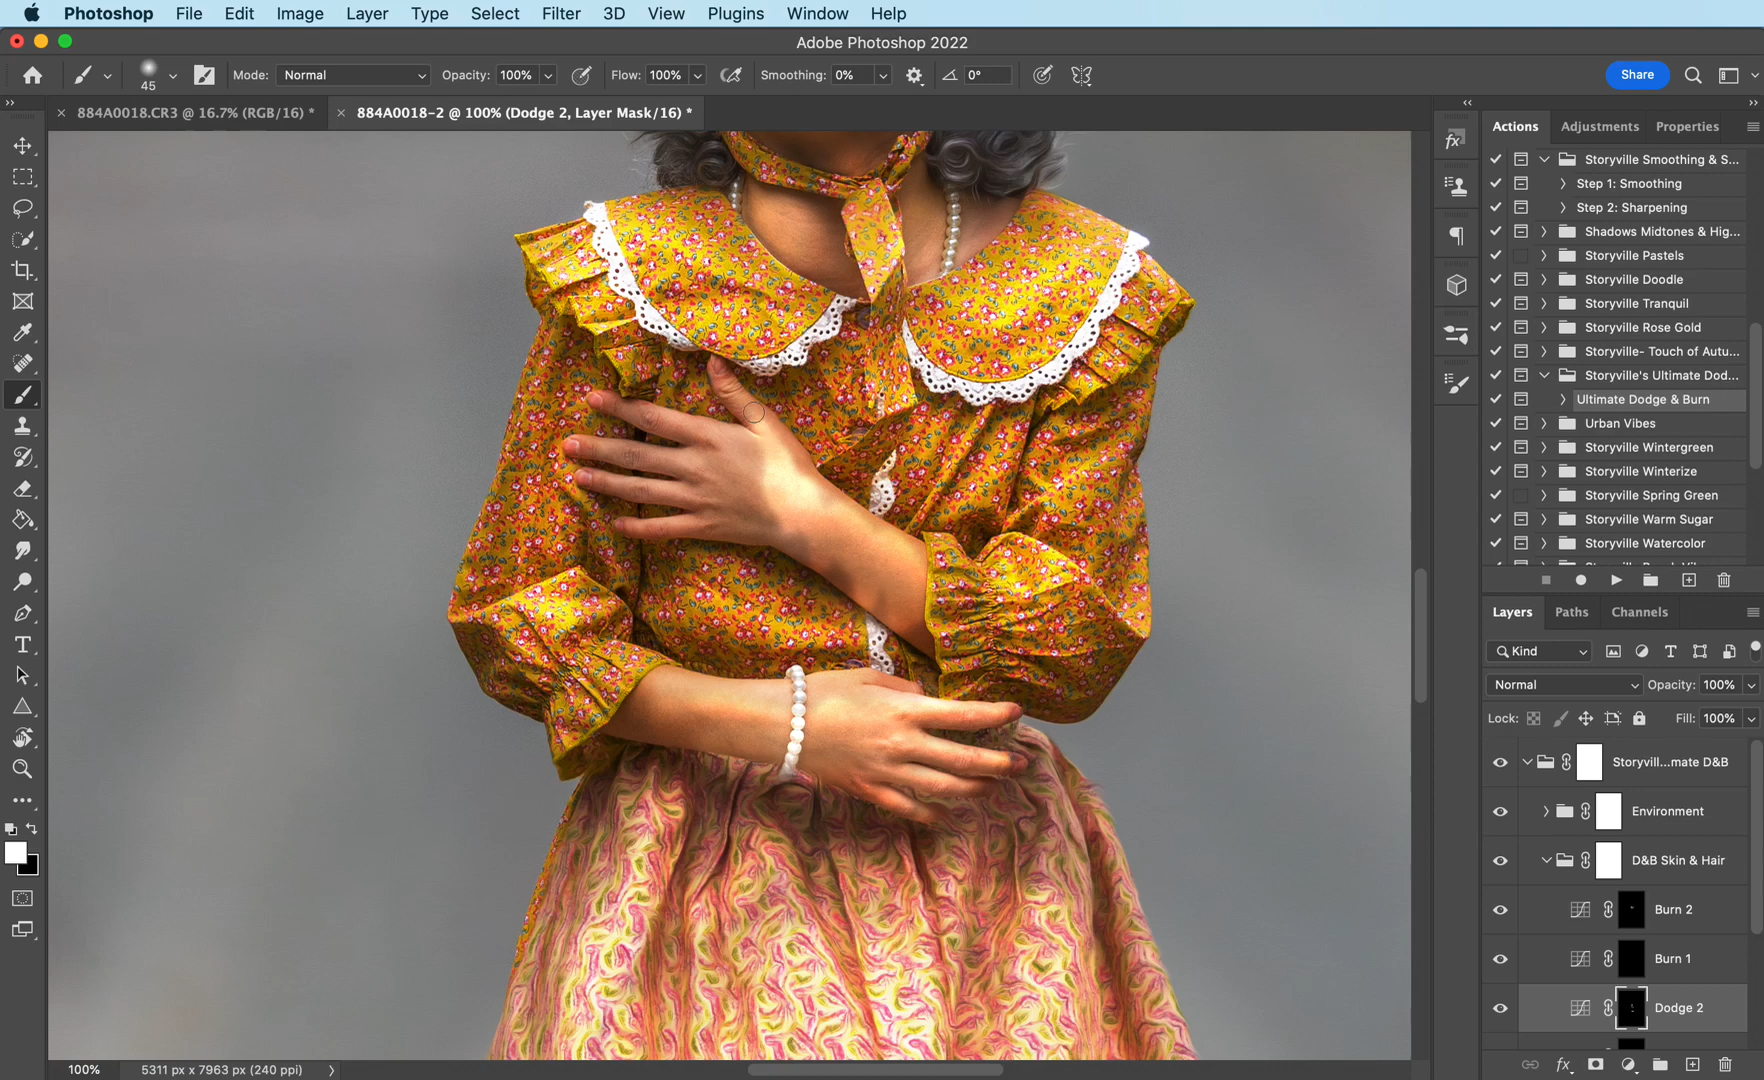 Photoshop File Edit Image Layer Type Select Filter 3D View Plugins Window Help
Adobe Photoshop 2022
45 Mode: Normal Opacity: 100% Flow: 100% Smoothing: 0% 0° Share
884A0018.CR3 @ 16.7% (RGB/16) * 884A0018-2 @ 100% (Dodge 2, Layer Mask/16) *
Actions Adjustments Properties
Storyville Smoothing & S...
Step 1: Smoothing
Step 2: Sharpening
Shadows Midtones & Hig...
Storyville Pastels
Storyville Doodle
Storyville Tranquil
Storyville Rose Gold
Storyville- Touch of Autu...
Storyville's Ultimate Dod...
Ultimate Dodge & Burn
Urban Vibes
Storyville Wintergreen
Storyville Winterize
Storyville Spring Green
Storyville Warm Sugar
Storyville Watercolor
Layers Paths Channels
Kind
Normal Opacity: 100%
Lock: Fill: 100%
Storyvill...mate D&B
Environment
D&B Skin & Hair
Burn 2
Burn 1
Dodge 2
100% 5311 px x 7963 px (240 ppi)